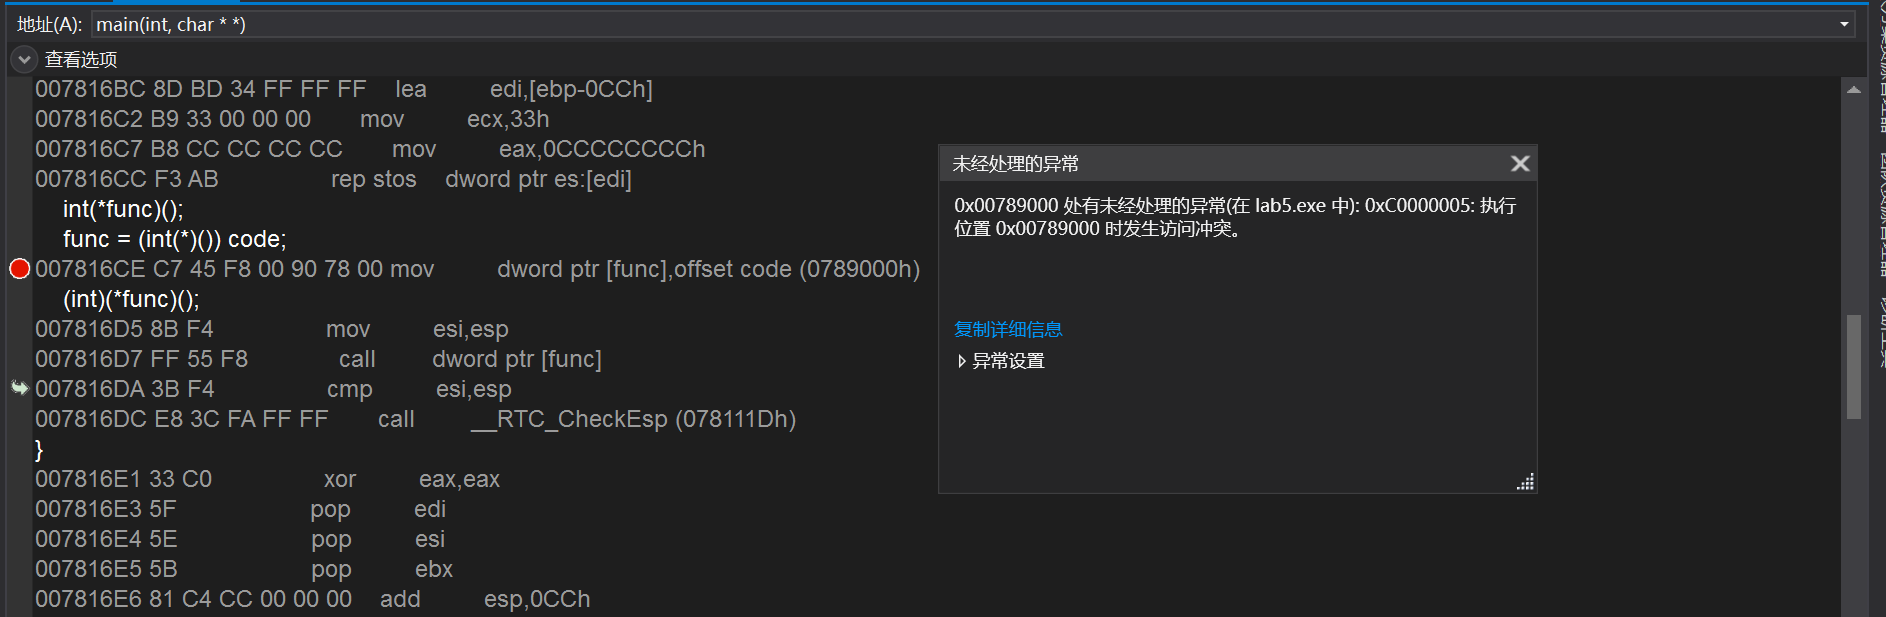 地址(A): main(int, char * *)
查看选项
007816BC 8D BD 34 FF FF FF lea edi,[ebp-0CCh]
007816C2 B9 33 00 00 00 mov ecx,33h
007816C7 B8 CC CC CC CC mov eax,0CCCCCCCCh
007816CC F3 AB rep stos dword ptr es:[edi]
int(*func)();
func = (int(*)()) code;
007816CE C7 45 F8 00 90 78 00 mov dword ptr [func],offset code (0789000h)
(int)(*func)();
007816D5 8B F4 mov esi,esp
007816D7 FF 55 F8 call dword ptr [func]
007816DA 3B F4 cmp esi,esp
007816DC E8 3C FA FF FF call __RTC_CheckEsp (078111Dh)
}
007816E1 33 C0 xor eax,eax
007816E3 5F pop edi
007816E4 5E pop esi
007816E5 5B pop ebx
007816E6 81 C4 CC 00 00 00 add esp,0CCh
未经处理的异常
0x00789000 处有未经处理的异常(在 lab5.exe 中): 0xC0000005: 执行
位置 0x00789000 时发生访问冲突。
复制详细信息
异常设置